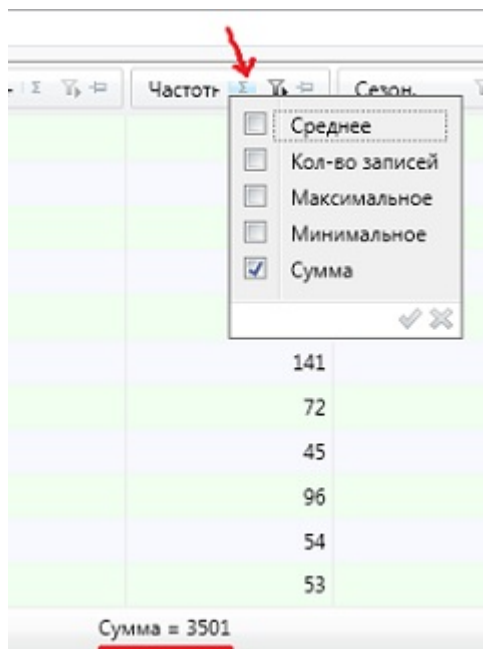 Частотн
Сезон.
Среднее
Кол-во записей
Максимальное
Минимальное
Сумма
141
72
45
96
54
53
Сумма = 3501